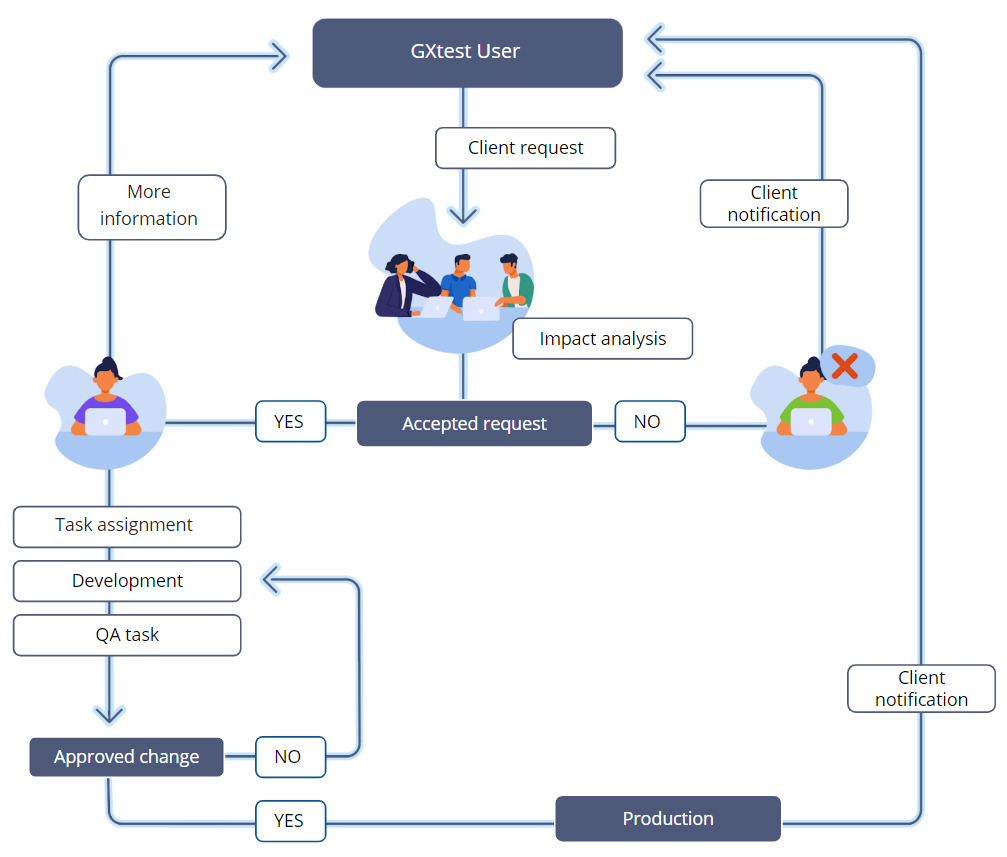 GXtest User
Client request
More
information
Client
notification
Impact analysis
YES
Accepted request
NO
Task assignment
Development
QA task
Client
notification
Approved change
NO
YES
Production